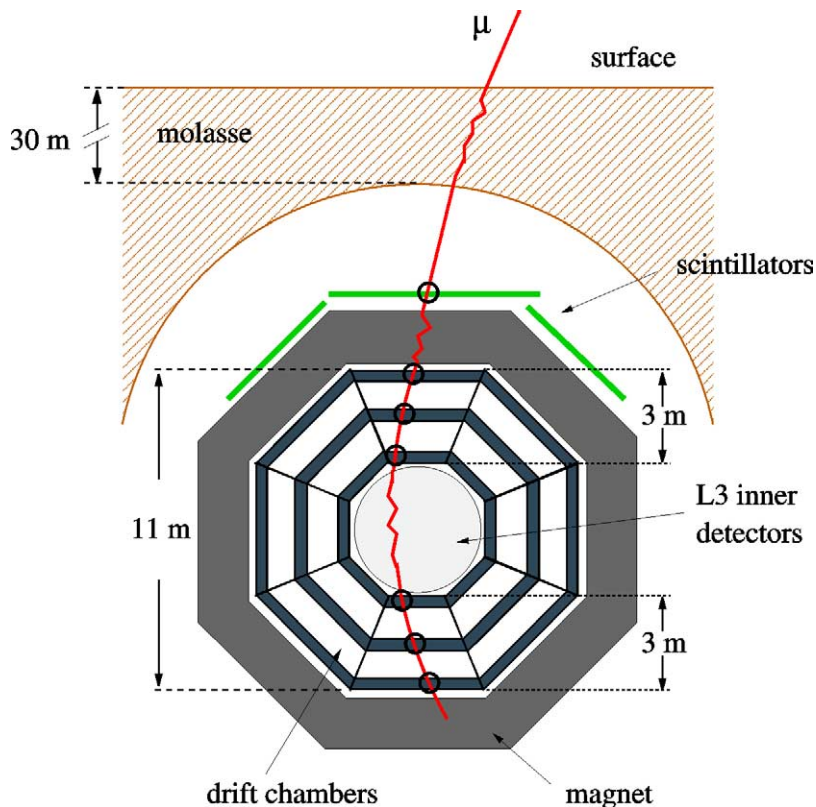 μ
surface
30 m
molasse
scintillators
3 m
L3 inner
detectors
11 m
3 m
drift chambers
magnet